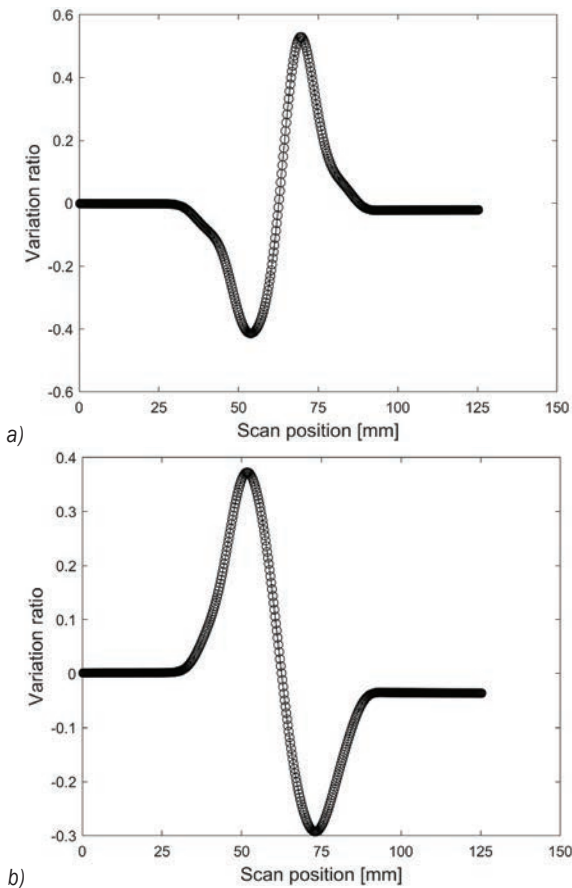 0.6
0.4
0.2
0
-0.2
-0.4
-0.6
Variation ratio
0 25 50 75 100 125 150
Scan position [mm]
a)
0.4
0.3
0.2
0.1
0
-0.1
-0.2
-0.3
Variation ratio
0 25 50 75 100 125 150
Scan position [mm]
b)